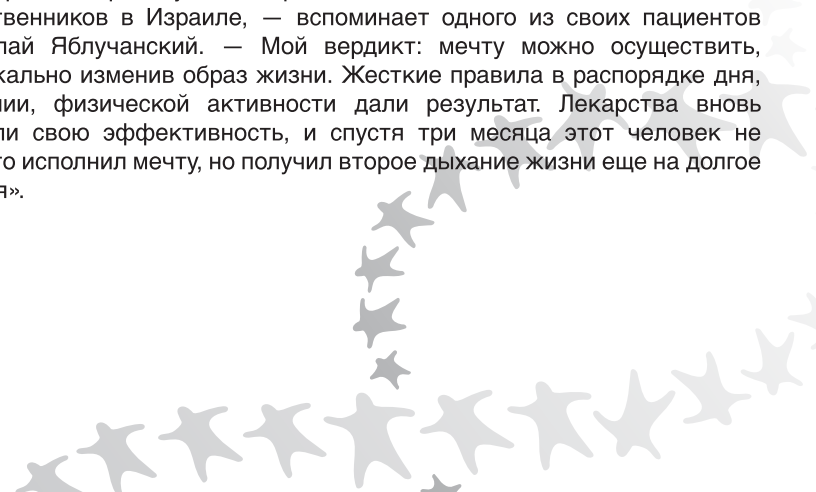 твенников в Израиле, — вспоминает одного из своих пациентов
лай Яблучанский. — Мой вердикт: мечту можно осуществить,
кально изменив образ жизни. Жесткие правила в распорядке дня,
нии, физической активности дали результат. Лекарства вновь
ли свою эффективность, и спустя три месяца этот человек не
го исполнил мечту, но получил второе дыхание жизни еще на долгое
я».